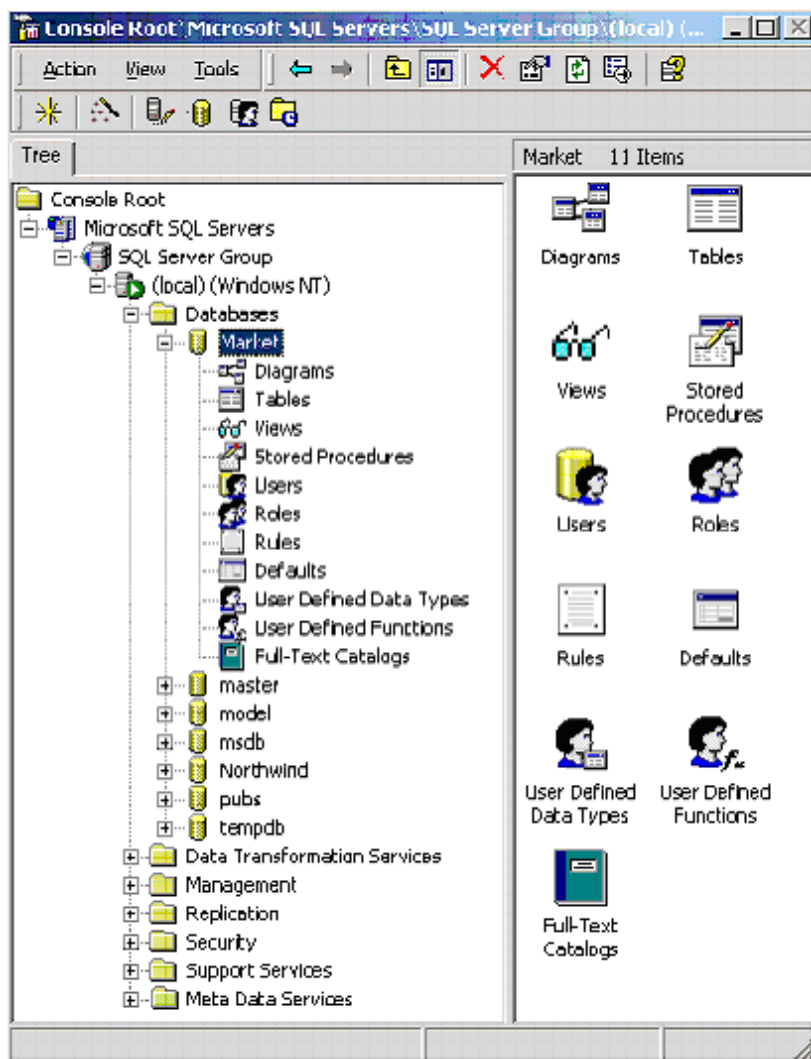 Console Root\Microsoft SQL Servers\SQL Server Group\(local) (...
Action View Tools
Tree
Market 11 Items
Console Root
Microsoft SQL Servers
SQL Server Group
(local) (Windows NT)
Databases
Market
Diagrams
Tables
Views
Stored Procedures
Users
Roles
Rules
Defaults
User Defined Data Types
User Defined Functions
Full-Text Catalogs
master
model
msdb
Northwind
pubs
tempdb
Data Transformation Services
Management
Replication
Security
Support Services
Meta Data Services
Diagrams
Tables
Views
Stored
Procedures
Users
Roles
Rules
Defaults
User Defined
Data Types
User Defined
Functions
Full-Text
Catalogs